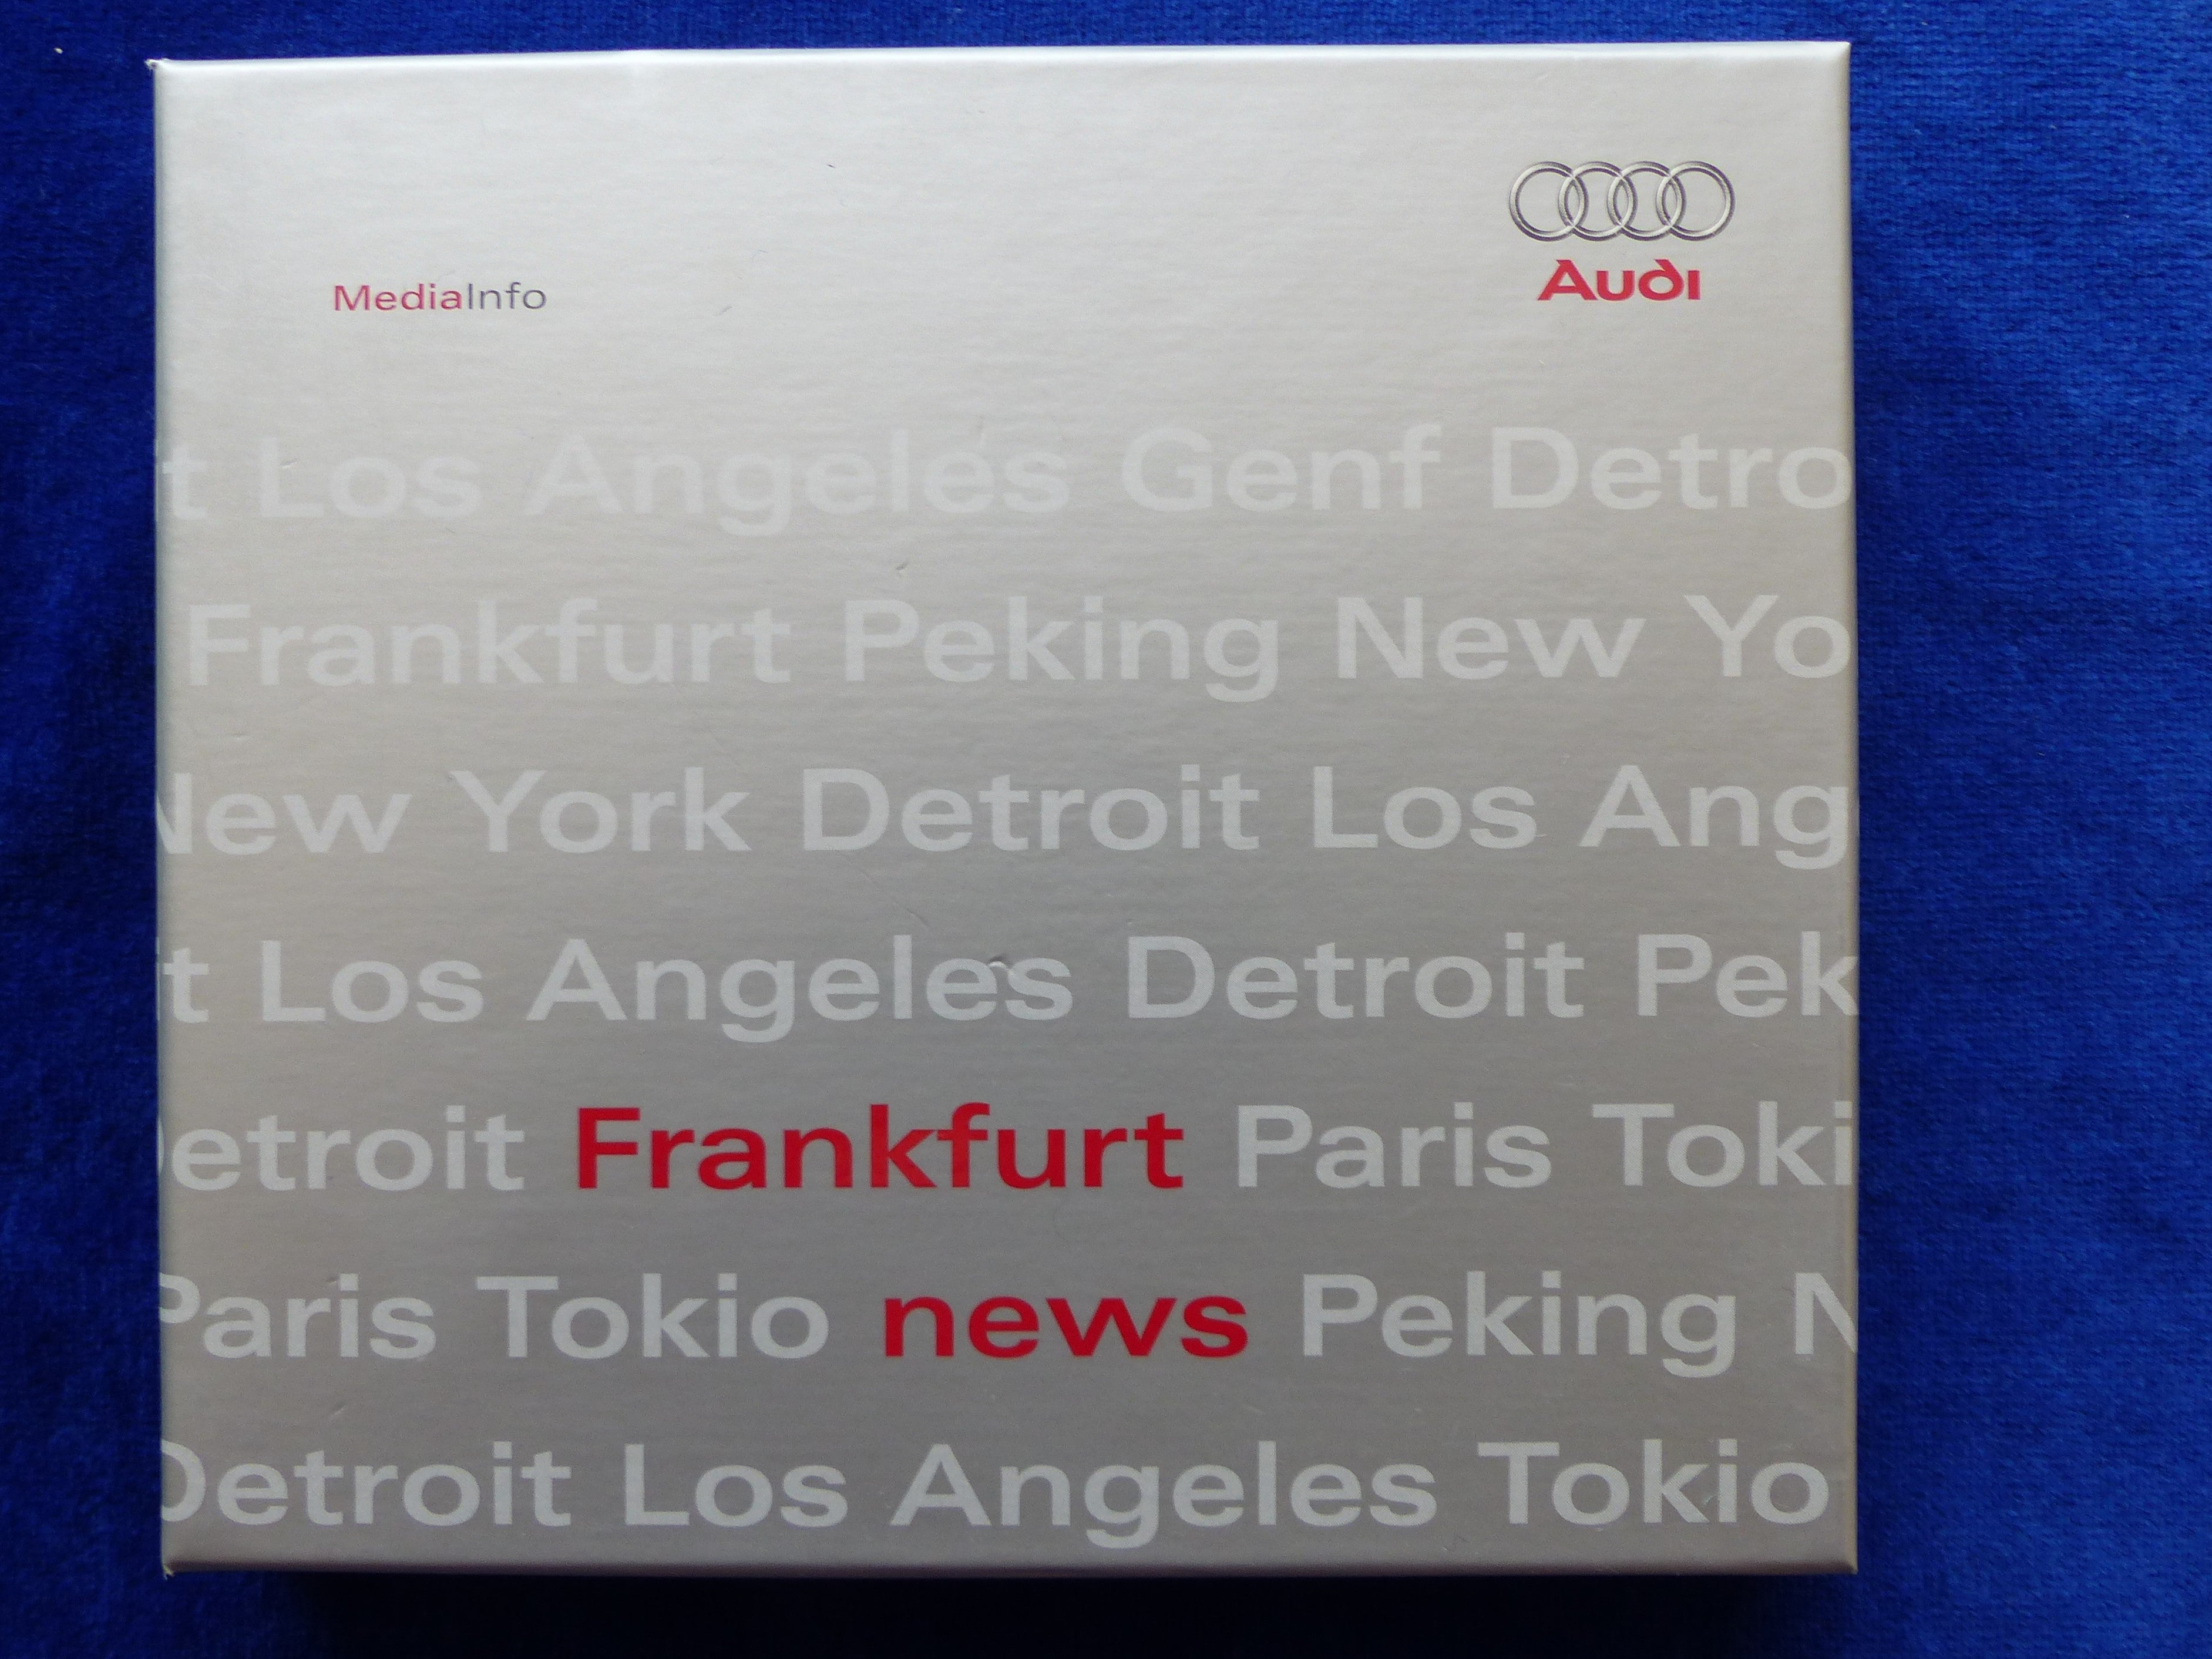 Audi
MediaInfo
t Los Angeles Genf Detro
Frankfurt Peking New Yo
New York Detroit Los Ang
t Los Angeles Detroit Pek
etroit Frankfurt Paris Toki
Paris Tokio news Peking N
Detroit Los Angeles Tokio